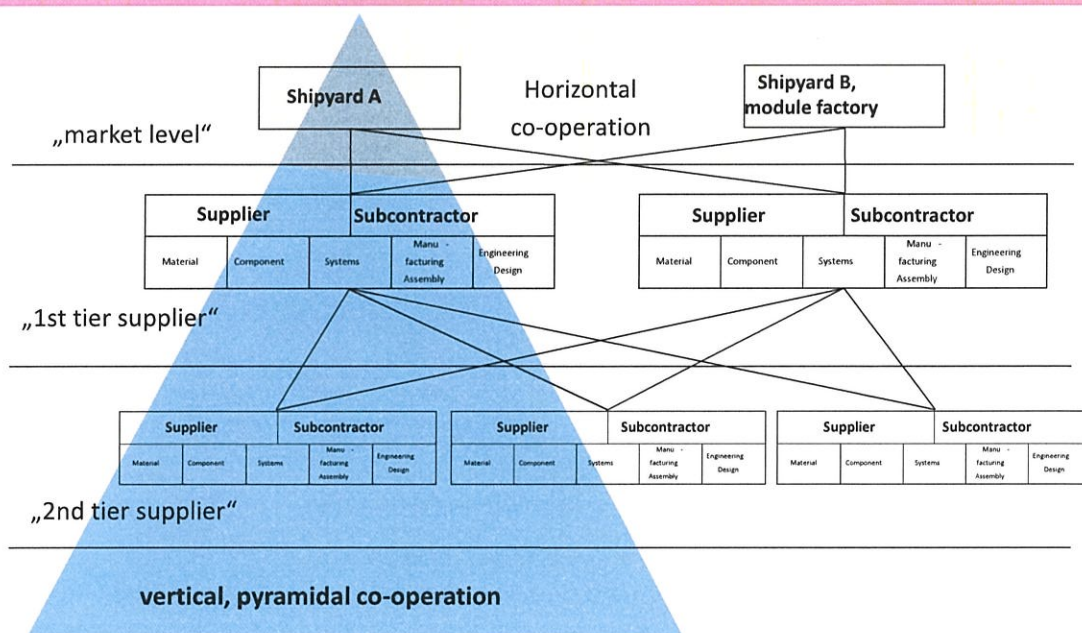 Shipyard A
Horizontal
co-operation
Shipyard B,
module factory
„market level“
Supplier
Subcontractor
Material
Component
Systems
Manu -
facturing
Assembly
Engineering
Design
Supplier
Subcontractor
Material
Component
Systems
Manu -
facturing
Assembly
Engineering
Design
„1st tier supplier“
Supplier
Subcontractor
Material
Component
Systems
Manu -
facturing
Assembly
Engineering
Design
Supplier
Subcontractor
Material
Component
Systems
Manu -
facturing
Assembly
Engineering
Design
Supplier
Subcontractor
Material
Component
Systems
Manu -
facturing
Assembly
Engineering
Design
„2nd tier supplier“
vertical, pyramidal co-operation